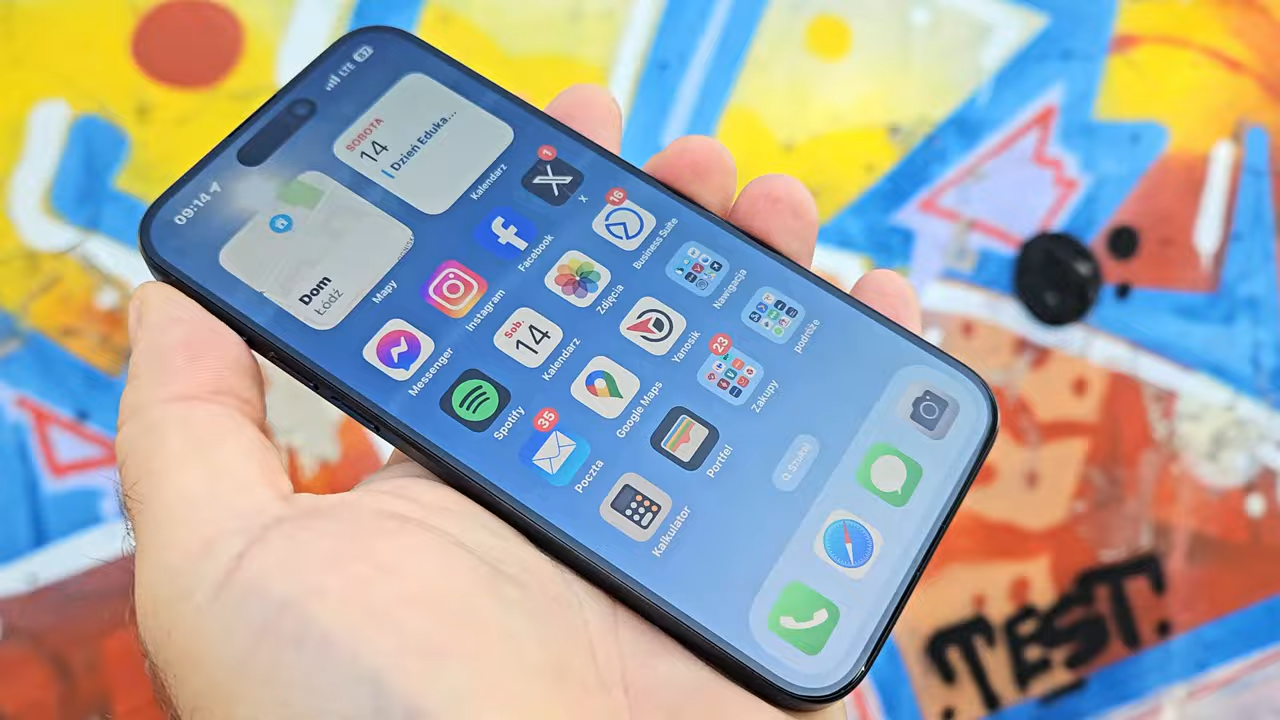 09:14
LTE 87
Dom
Łódź
Mapy
SOBOTA
14
Dzień Eduka...
Kalendarz
Messenger
Instagram
Facebook
1
X
Spotify
Sob.
14
Kalendarz
Zdjęcia
16
Business Suite
35
Poczta
Google Maps
Yanosik
Nawigacja
Kalkulator
Portfel
23
Zakupy
podróże
Szukaj
.TEST.